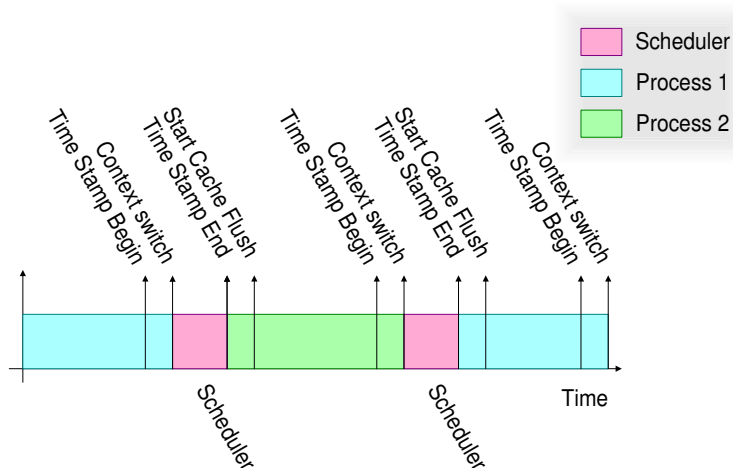 Scheduler
Process 1
Process 2
Time Stamp Begin
Context switch
Start Cache Flush
Time Stamp End
Time Stamp Begin
Context switch
Start Cache Flush
Time Stamp End
Time Stamp Begin
Context switch
Scheduler
Scheduler
Time